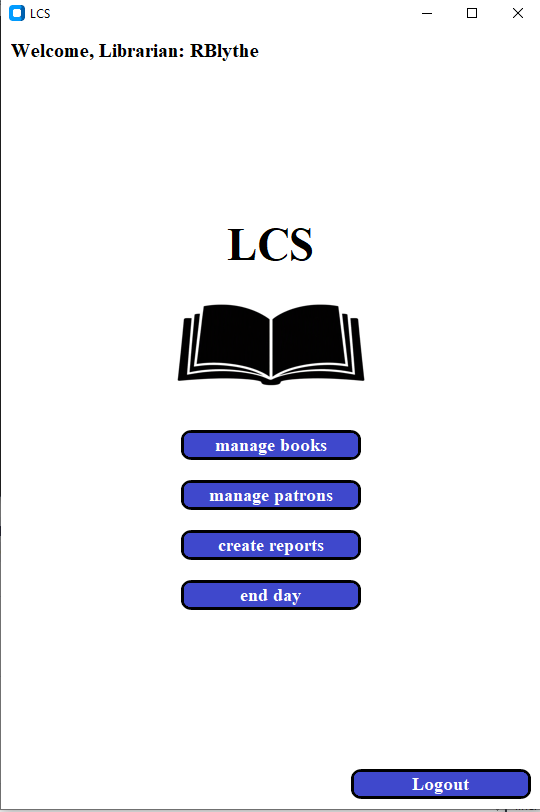 LCS
Welcome, Librarian: RBlythe
LCS
manage books
manage patrons
create reports
end day
Logout